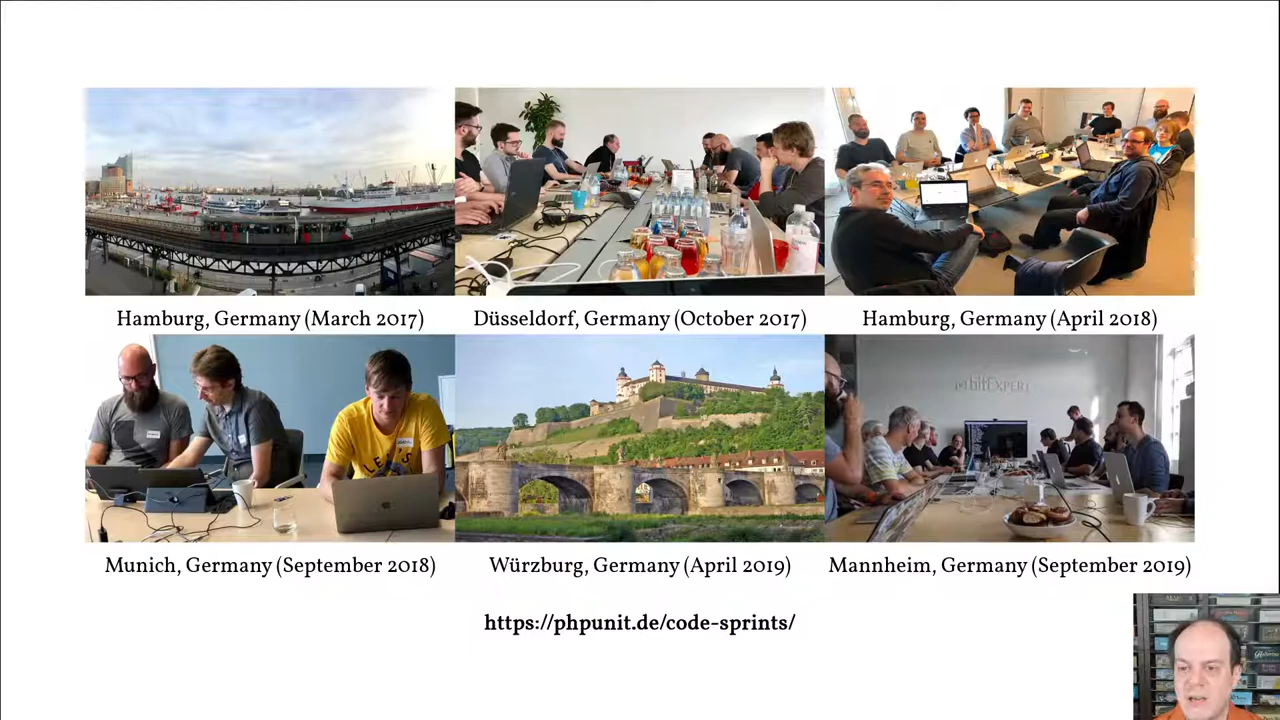 Hamburg, Germany (March 2017)
Düsseldorf, Germany (October 2017)
Hamburg, Germany (April 2018)
bitExpert
Munich, Germany (September 2018)
Würzburg, Germany (April 2019)
Mannheim, Germany (September 2019)
https://phpunit.de/code-sprints/